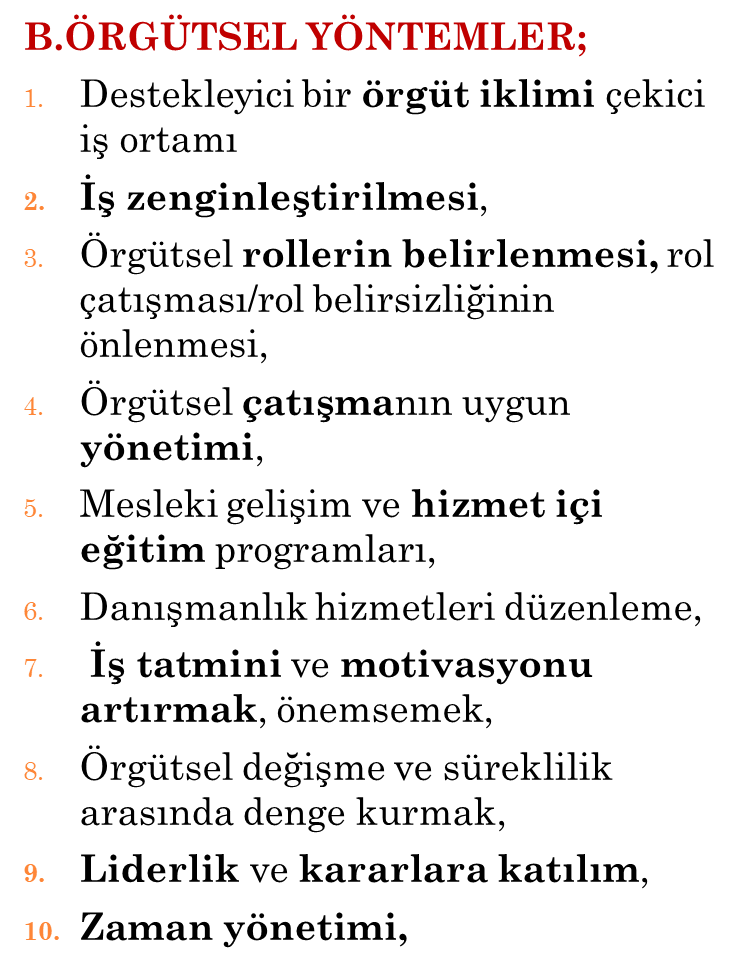 B.ÖRGÜTSEL YÖNTEMLER;
1. Destekleyici bir örgüt iklimi çekici
iş ortamı
2. İş zenginleştirilmesi,
3. Örgütsel rollerin belirlenmesi, rol
çatışması/rol belirsizliğinin
önlenmesi,
4. Örgütsel çatışmanın uygun
yönetimi,
5. Mesleki gelişim ve hizmet içi
eğitim programları,
6. Danışmanlık hizmetleri düzenleme,
7. İş tatmini ve motivasyonu
artırmak, önemsemek,
8. Örgütsel değişme ve süreklilik
arasında denge kurmak,
9. Liderlik ve kararlara katılım,
10. Zaman yönetimi,